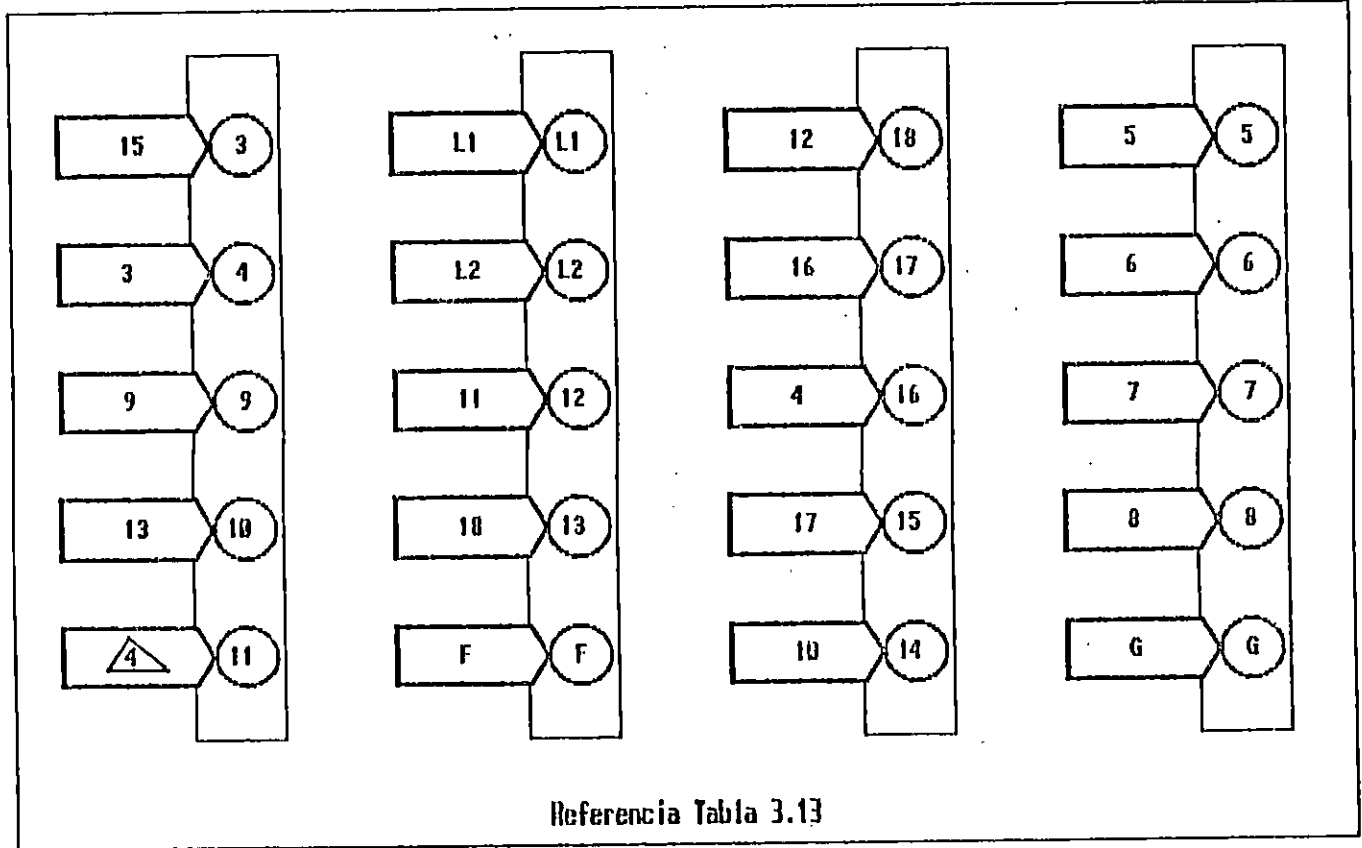 15 3 L1 L1 12 18 5 5
3 4 L2 L2 16 17 6 6
9 9 11 12 4 16 7 7
13 10 18 13 17 15 8 8
4 11 F F 10 14 G G
Referencia Tabla 3.13